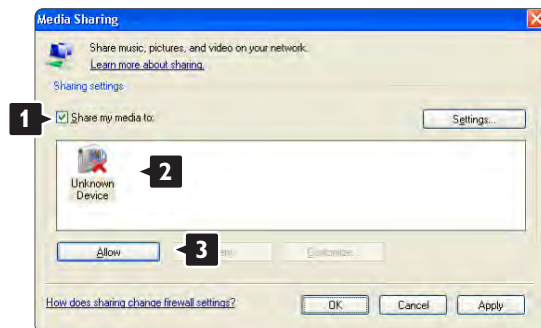 Media Sharing
Share music, pictures, and video on your network.
Learn more about sharing.
Sharing settings
1
Share my media to:
Settings...
2
Unknown
Device
Allow
3
Customize...
How does sharing change firewall settings?
OK
Cancel
Apply